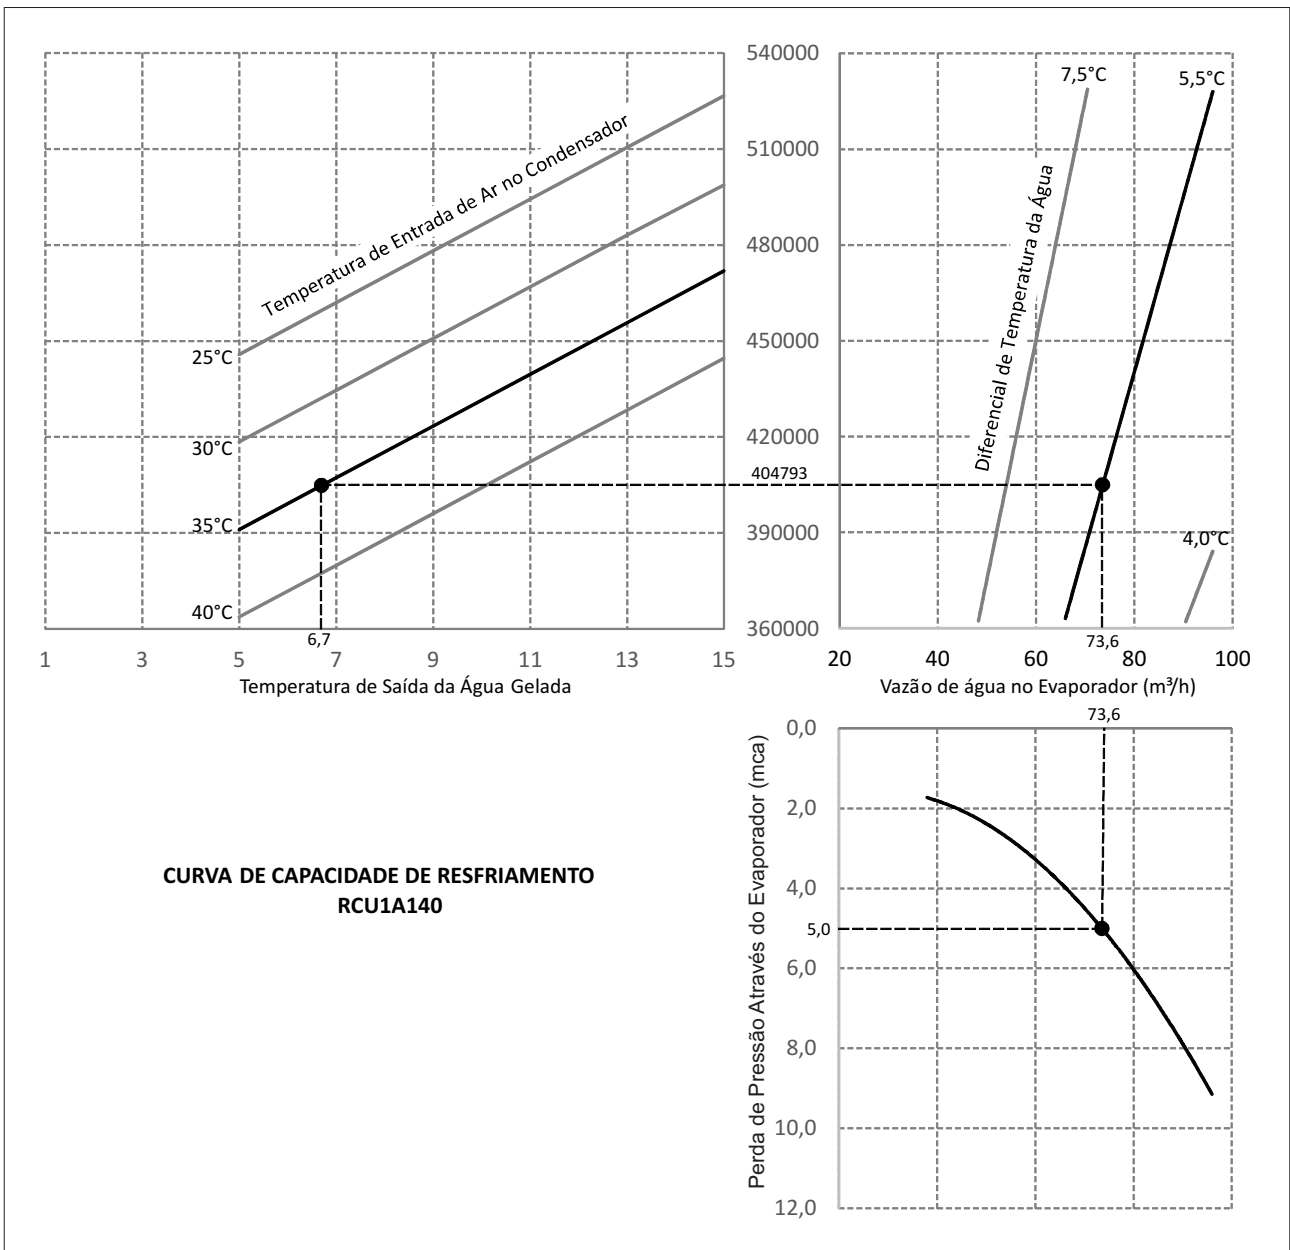 540000
510000
480000
450000
420000
404793
390000
360000
Temperatura de Entrada de Ar no Condensador
25°C
30°C
35°C
40°C
6,7
1 3 5 7 9 11 13 15
Temperatura de Saída da Água Gelada
7,5°C
5,5°C
4,0°C
Diferencial de Temperatura da Água
73,6
20 40 60 80 100
Vazão de água no Evaporador (m³/h)
73,6
0,0
2,0
4,0
5,0
6,0
8,0
10,0
12,0
Perda de Pressão Através do Evaporador (mca)
CURVA DE CAPACIDADE DE RESFRIAMENTO
RCU1A140